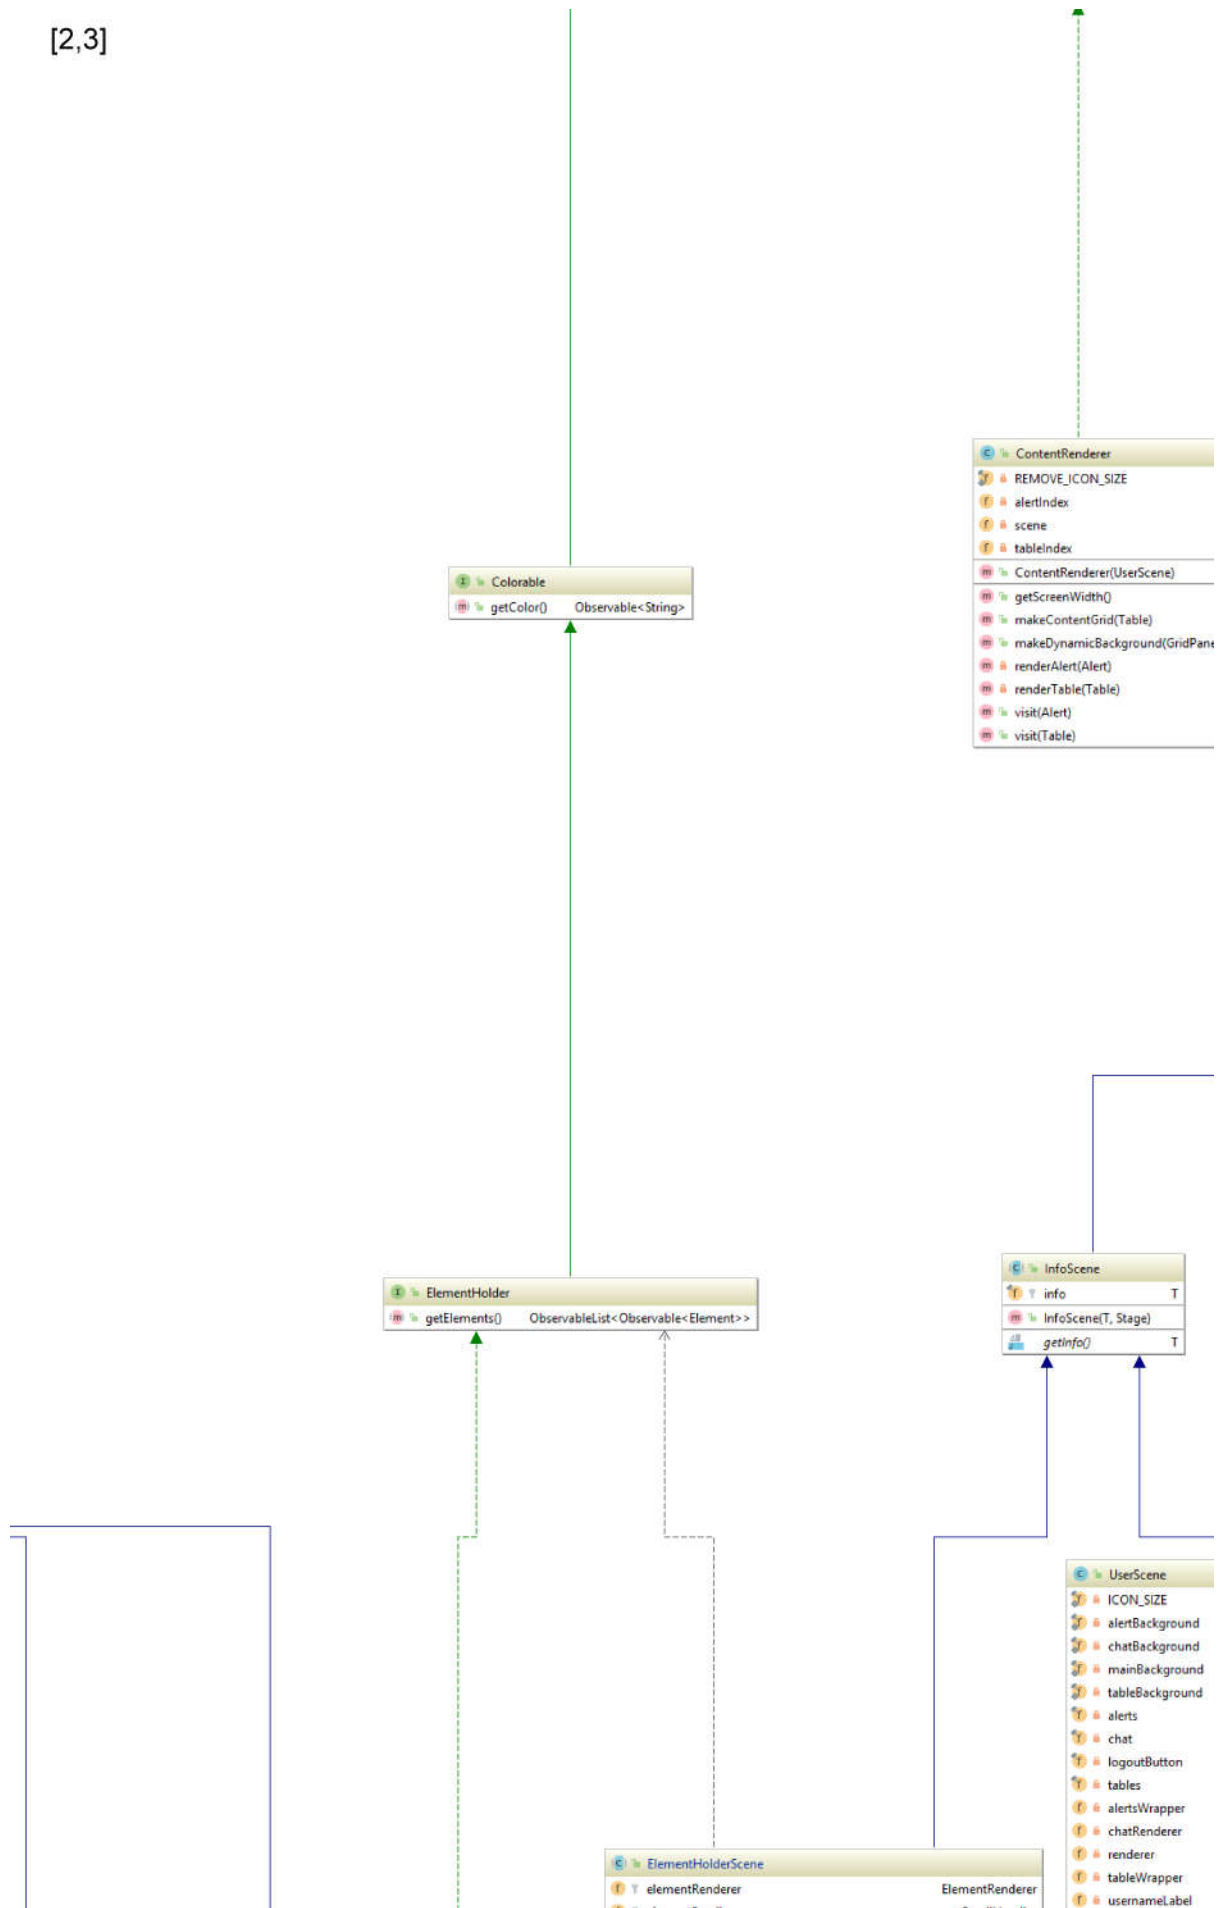 [2,3]
ContentRenderer
REMOVE_ICON_SIZE
alertIndex
scene
tableIndex
ContentRenderer(UserScene)
getScreenWidth()
makeContentGrid(Table)
makeDynamicBackground(GridPane
renderAlert(Alert)
renderTable(Table)
visit(Alert)
visit(Table)
Colorable
getColor() Observable<String>
ElementHolder
getElements() ObservableList<Observable<Element>>
InfoScene
info T
InfoScene(T, Stage)
getInfo() T
UserScene
ICON_SIZE
alertBackground
chatBackground
mainBackground
tableBackground
alerts
chat
logoutButton
tables
alertsWrapper
chatRenderer
renderer
tableWrapper
usernameLabel
ElementHolderScene
elementRenderer ElementRenderer